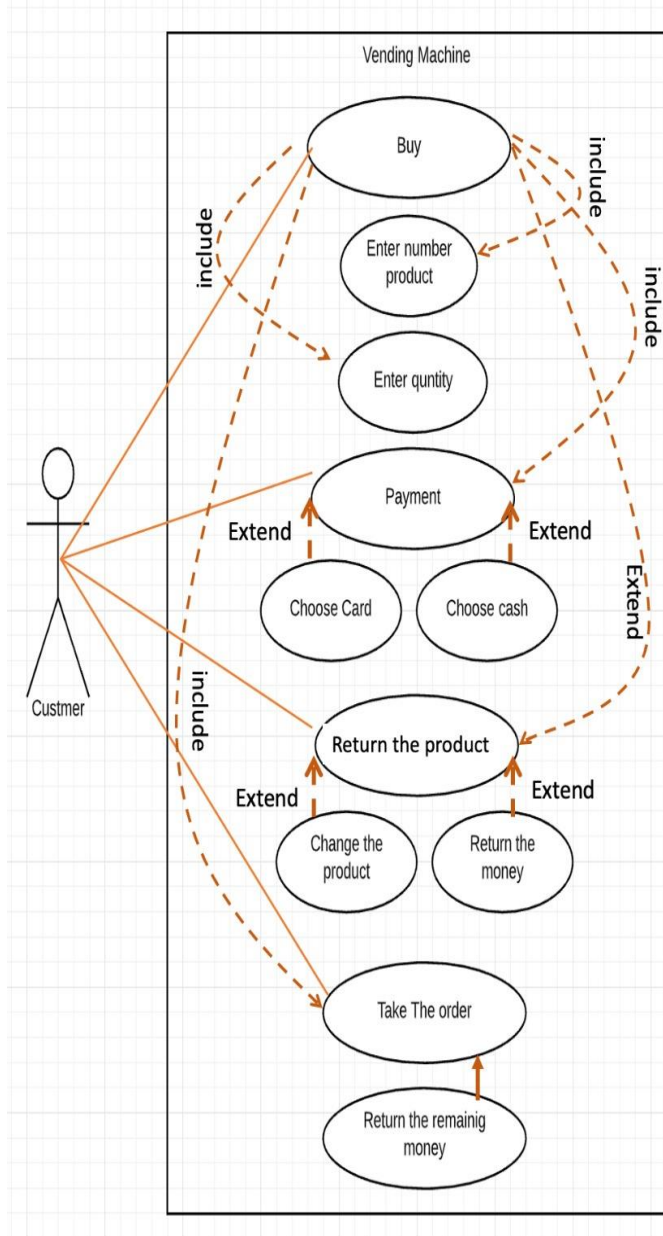 Vending Machine
Buy
include
Enter number
product
include
include
Enter quntity
Payment
Extend
Extend
Choose Card
Choose cash
Extend
Custmer
include
Return the product
Extend
Extend
Change the
product
Return the
money
Take The order
Return the remainig
money